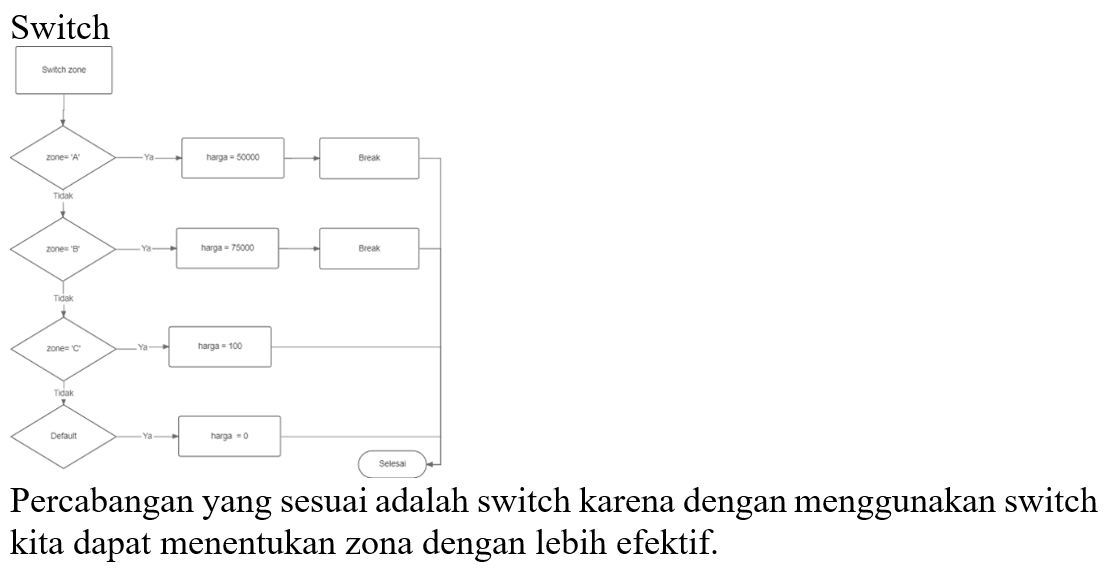 Switch
Switch zone
zone= 'A'
Ya
harga = 50000
Break
Tidak
zone= 'B'
Ya
harga = 75000
Break
Tidak
zone= 'C'
Ya
harga = 100
Tidak
Default
Ya
harga = 0
Selesai
Percabangan yang sesuai adalah switch karena dengan menggunakan switch
kita dapat menentukan zona dengan lebih efektif.